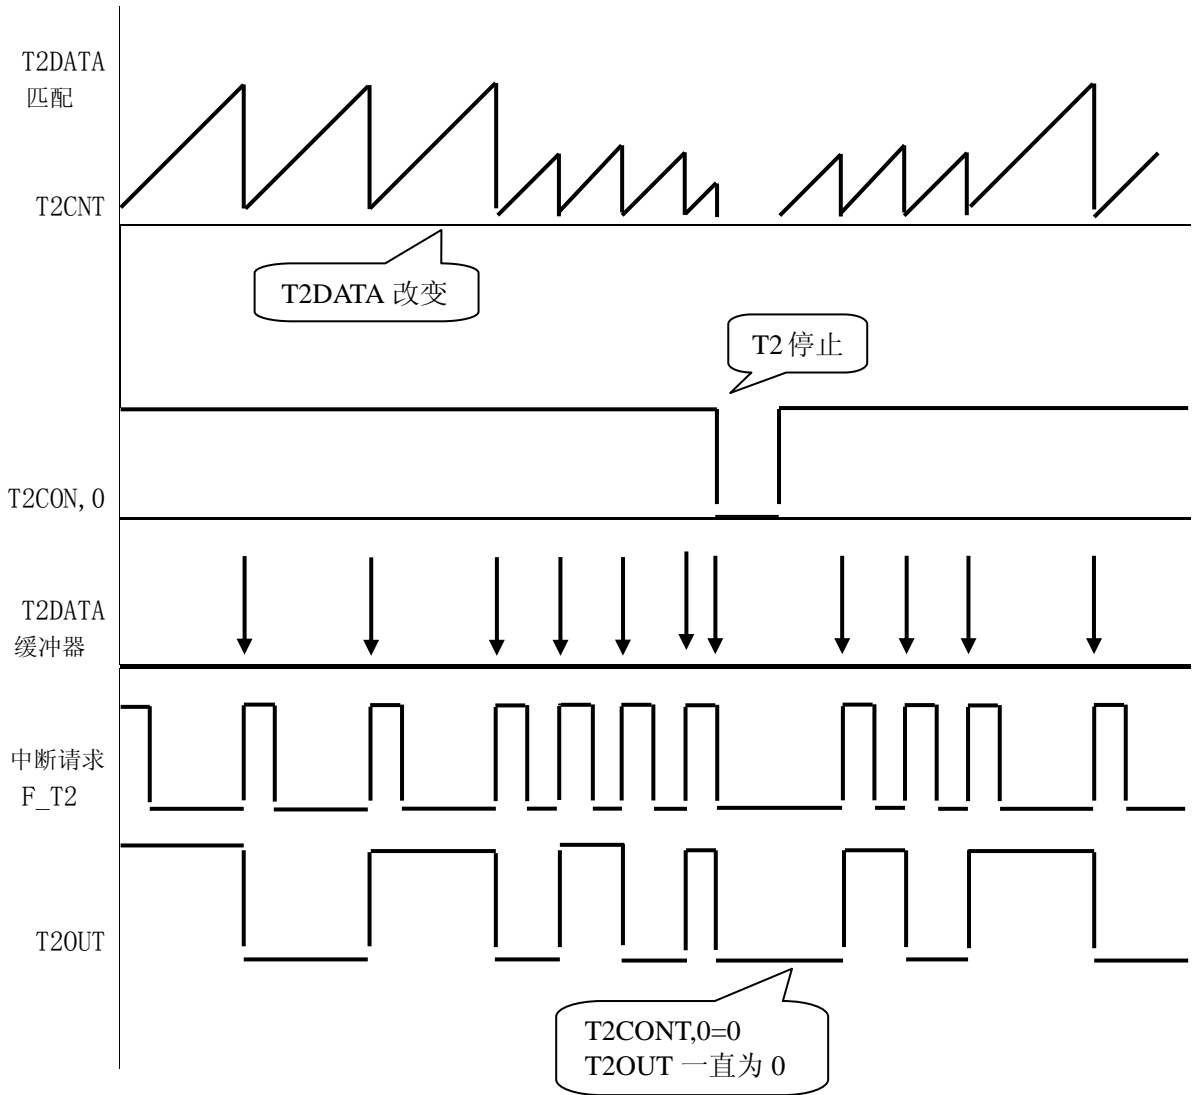 T2DATA
匹配
T2CNT
T2DATA 改变
T2 停止
T2CON,0
T2DATA
缓冲器
中断请求
F_T2
T2OUT
T2CONT,0=0
T2OUT 一直为 0